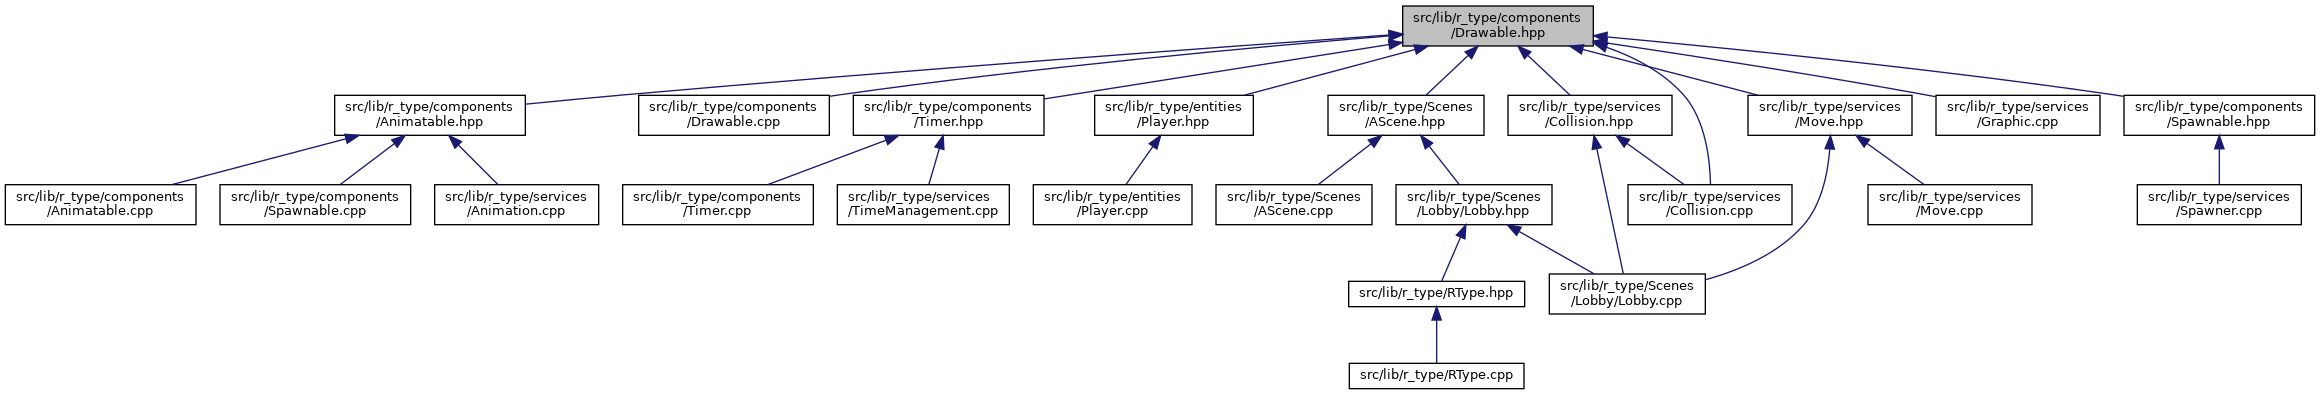 src/lib/r_type/components
/Drawable.hpp
src/lib/r_type/components
/Animatable.hpp
src/lib/r_type/components
/Drawable.cpp
src/lib/r_type/components
/Timer.hpp
src/lib/r_type/entities
/Player.hpp
src/lib/r_type/Scenes
/AScene.hpp
src/lib/r_type/services
/Collision.hpp
src/lib/r_type/services
/Move.hpp
src/lib/r_type/services
/Graphic.cpp
src/lib/r_type/components
/Spawnable.hpp
src/lib/r_type/components
/Animatable.cpp
src/lib/r_type/components
/Spawnable.cpp
src/lib/r_type/services
/Animation.cpp
src/lib/r_type/components
/Timer.cpp
src/lib/r_type/services
/TimeManagement.cpp
src/lib/r_type/entities
/Player.cpp
src/lib/r_type/Scenes
/AScene.cpp
src/lib/r_type/Scenes
/Lobby/Lobby.hpp
src/lib/r_type/services
/Collision.cpp
src/lib/r_type/services
/Move.cpp
src/lib/r_type/services
/Spawner.cpp
src/lib/r_type/RType.hpp
src/lib/r_type/Scenes
/Lobby/Lobby.cpp
src/lib/r_type/RType.cpp